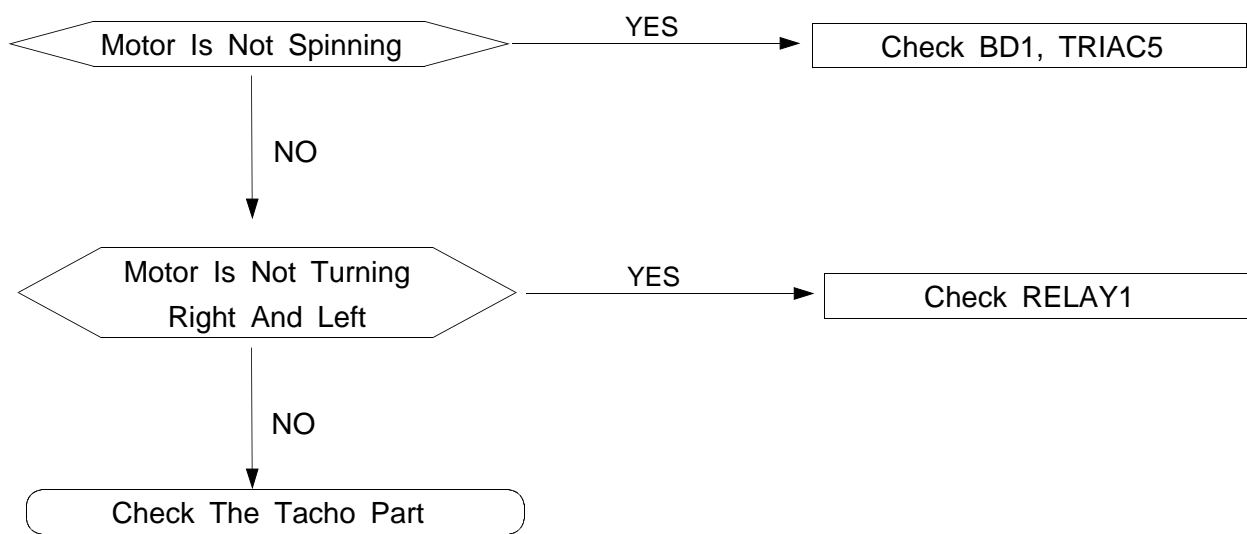 Motor Is Not Spinning
YES
Check BD1, TRIAC5
NO
Motor Is Not Turning
Right And Left
YES
Check RELAY1
NO
Check The Tacho Part